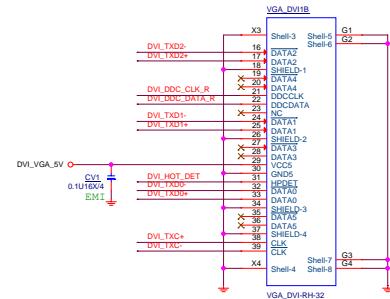 VGA_DVI1B
X3 Shell-3 Shell-5 G1
Shell-6 G2
DVI_TXD2- 16 DATA2
DVI_TXD2+ 17 DATA2
18 SHIELD-1
19 DATA4
20 DATA4
DVI_DDC_CLK_R 21 DDCCLK
DVI_DDC_DATA_R 22 DDCDATA
23 NC
DVI_TXD1- 24 DATA1
DVI_TXD1+ 25 DATA1
26 SHIELD-2
27 DATA3
28 DATA3
DVI_VGA_5V 29 VCC5
30 GND5
CV1
0.1U16X/4
EMI
DVI_HOT_DET 31 HPDET
DVI_TXD0- 32 DATA0
DVI_TXD0+ 33 DATA0
34 SHIELD-3
35 DATA5
36 DATA5
37 SHIELD-4
DVI_TXC+ 38 CLK
DVI_TXC- 39 CLK
Shell-7 G3
X4 Shell-4 Shell-8 G4
VGA_DVI-RH-32